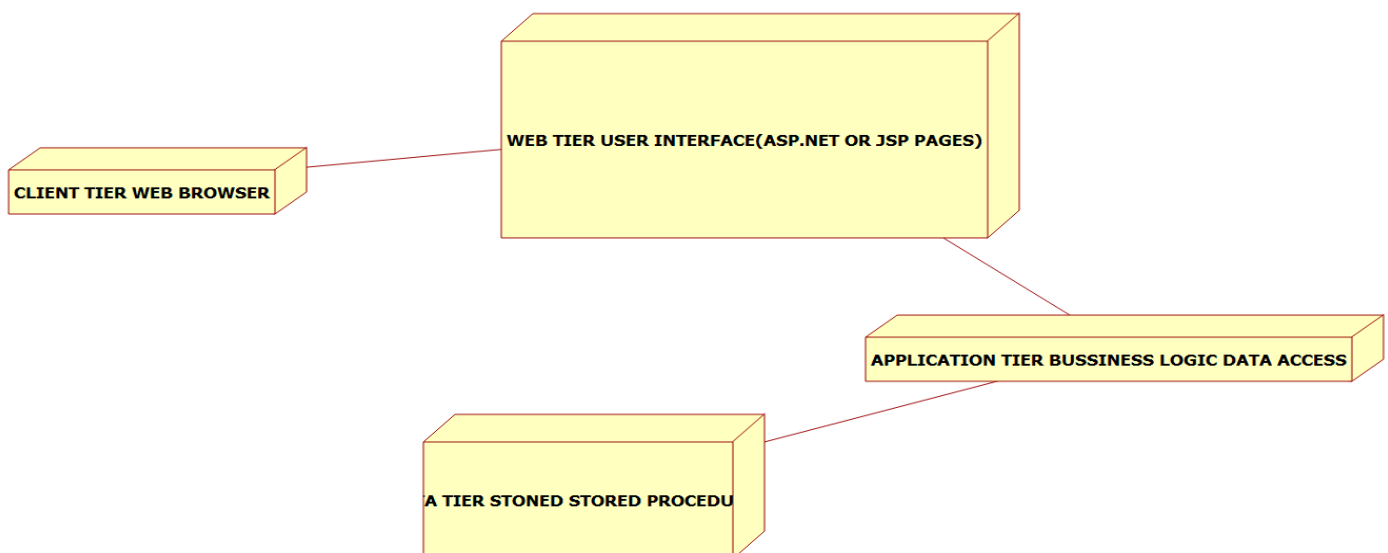 WEB TIER USER INTERFACE(ASP.NET OR JSP PAGES)
CLIENT TIER WEB BROWSER
APPLICATION TIER BUSSINESS LOGIC DATA ACCESS
TIER STONED STORED